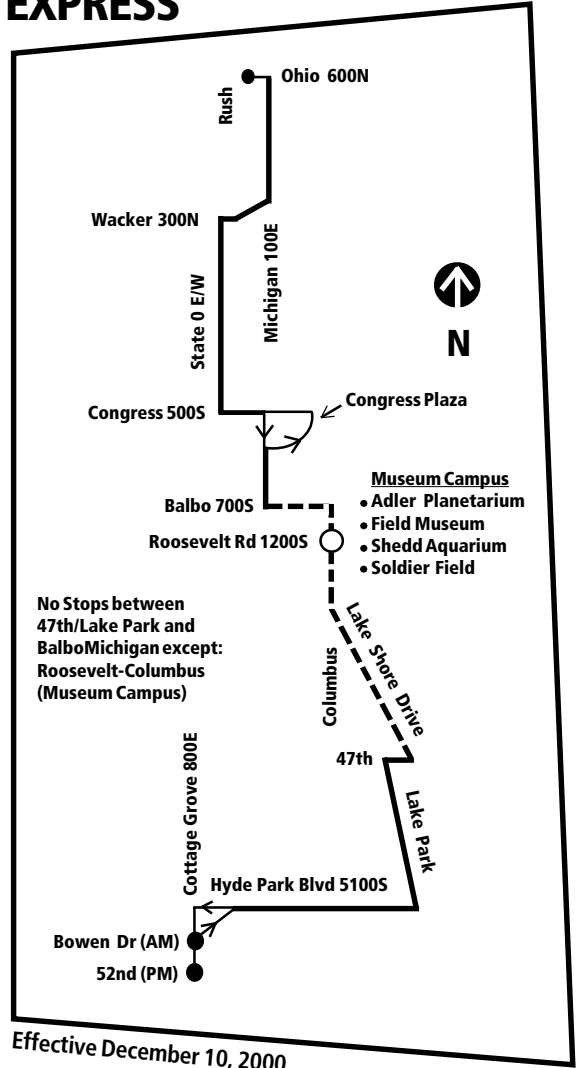 EXPRESS
Ohio 600N
Rush
Wacker 300N
Michigan 100E
State 0 E/W
N
Congress 500S
Congress Plaza
Museum Campus
• Adler Planetarium
• Field Museum
• Shedd Aquarium
• Soldier Field
Balbo 700S
Roosevelt Rd 1200S
No Stops between
47th/Lake Park and
BalboMichigan except:
Roosevelt-Columbus
(Museum Campus)
Lake Shore Drive
Columbus
47th
Lake Park
Cottage Grove 800E
Hyde Park Blvd 5100S
Bowen Dr (AM)
52nd (PM)
Effective December 10, 2000